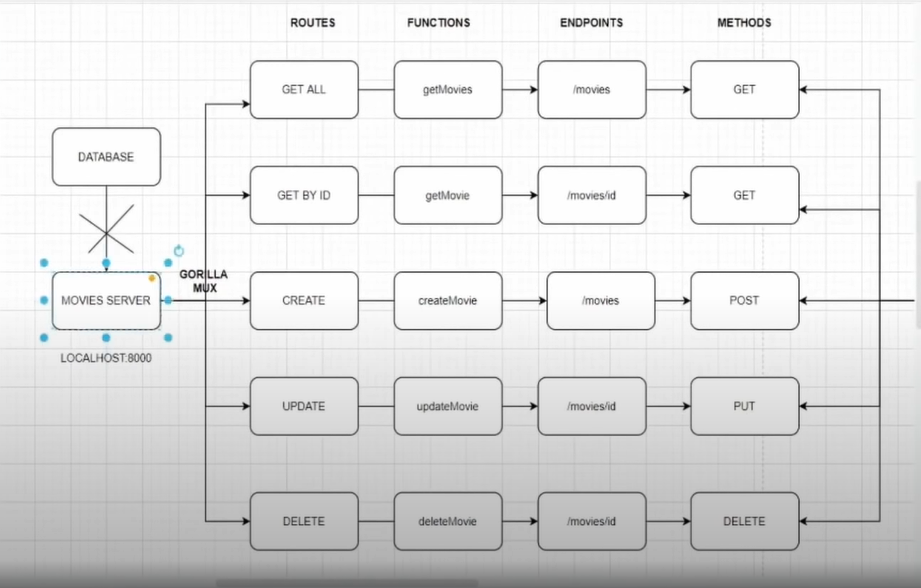 ROUTES FUNCTIONS ENDPOINTS METHODS
GET ALL getMovies /movies GET
DATABASE
GET BY ID getMovie /movies/id GET
GORILLA
MUX
MOVIES SERVER CREATE createMovie /movies POST
LOCALHOST:8000
UPDATE updateMovie /movies/id PUT
DELETE deleteMovie /movies/id DELETE